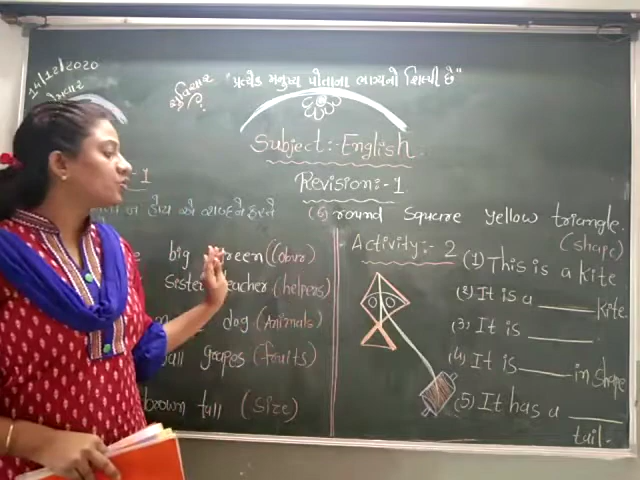 14/12/2020
સુવિચાર :- "પ્રત્યેક મનુષ્ય પોતાના ભાગ્યનો શિલ્પી છે"
Subject:-English
Revision:-1
1
(6) round square yellow triangle.
(shape)
big green (Colour)
Sister teacher (helpers)
dog (Animals)
grapes (fruits)
brown tall (Size)
Activity:- 2
(1) This is a kite
(2) It is a ______ kite.
(3) It is ______.
(4) It is ______ in shape
(5) It has a ______
tail.